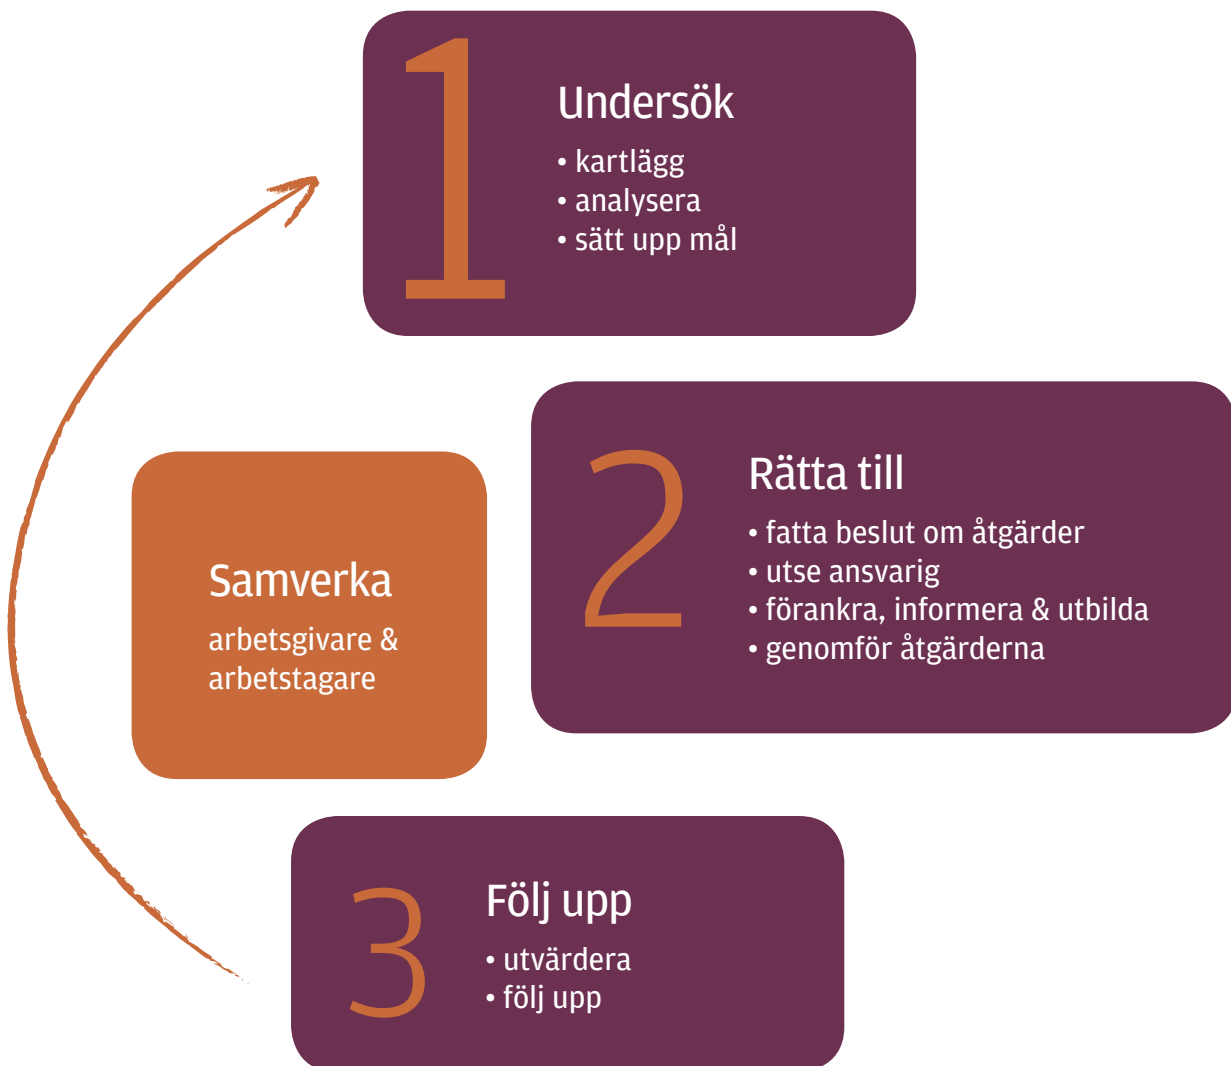 1
Undersök
• kartlägg
• analysera
• sätt upp mål
2
Rätta till
• fatta beslut om åtgärder
• utse ansvarig
• förankra, informera & utbilda
• genomför åtgärderna
Samverka
arbetsgivare &
arbetstagare
3
Följ upp
• utvärdera
• följ upp